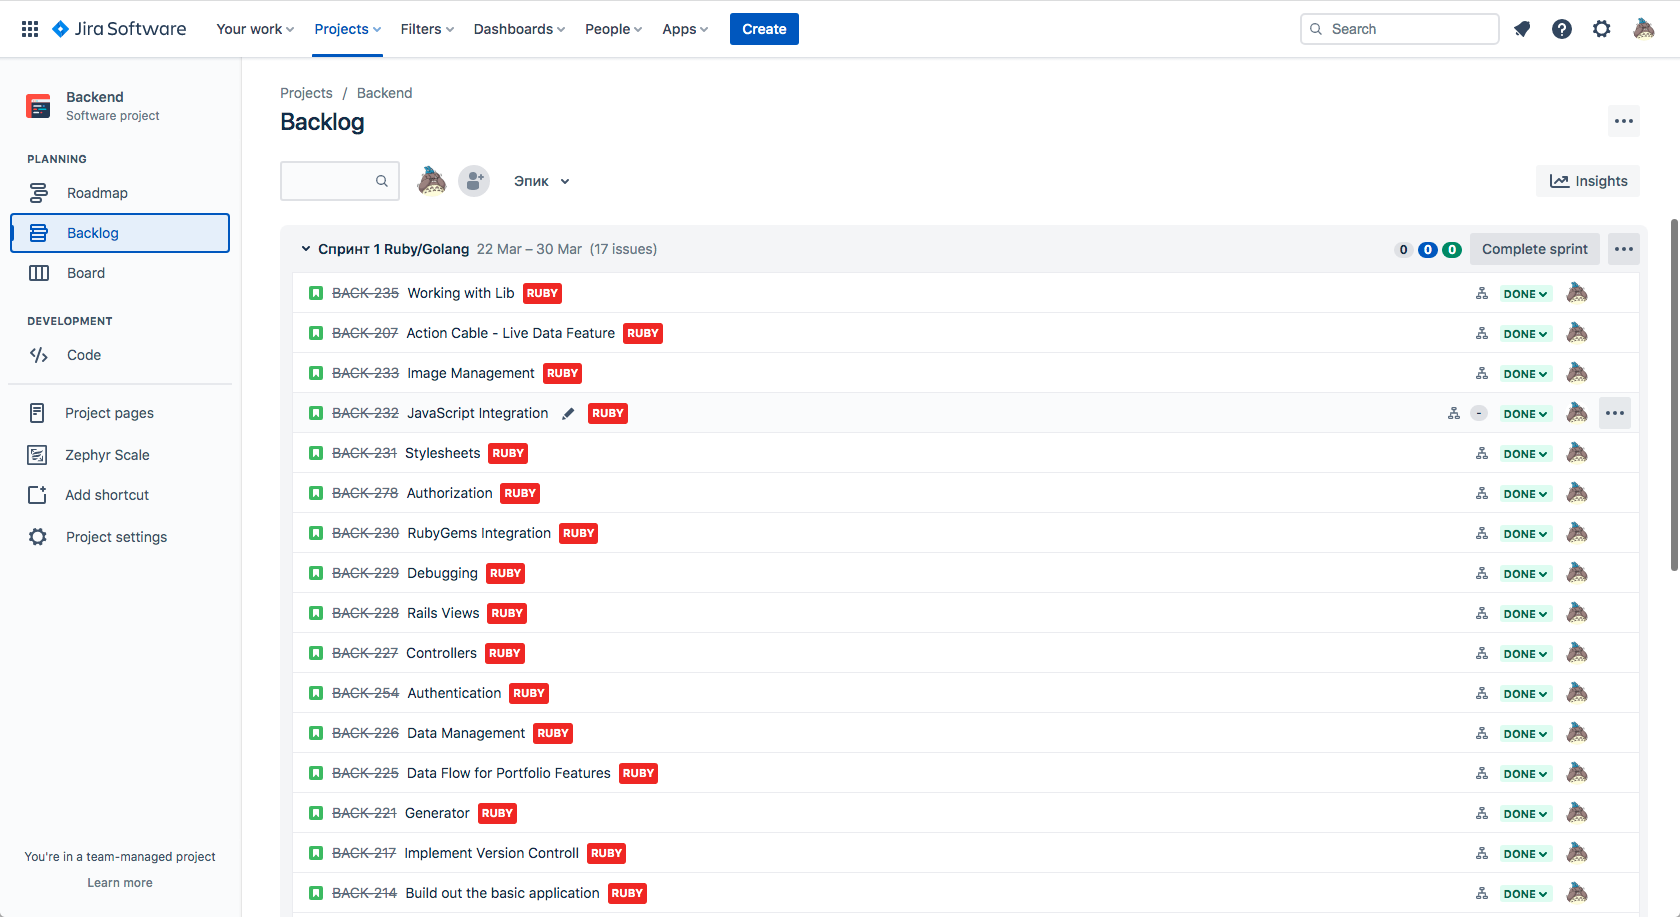 Jira Software Your work Projects Filters Dashboards People Apps Create Search
Backend
Software project
PLANNING
Roadmap
Backlog
Board
DEVELOPMENT
Code
Project pages
Zephyr Scale
Add shortcut
Project settings
You're in a team-managed project
Learn more
Projects / Backend
Backlog
Эпик Insights
Спринт 1 Ruby/Golang 22 Mar – 30 Mar (17 issues) 0 0 0 Complete sprint
BACK-235 Working with Lib RUBY DONE
BACK-207 Action Cable - Live Data Feature RUBY DONE
BACK-233 Image Management RUBY DONE
BACK-232 JavaScript Integration RUBY - DONE
BACK-231 Stylesheets RUBY DONE
BACK-278 Authorization RUBY DONE
BACK-230 RubyGems Integration RUBY DONE
BACK-229 Debugging RUBY DONE
BACK-228 Rails Views RUBY DONE
BACK-227 Controllers RUBY DONE
BACK-254 Authentication RUBY DONE
BACK-226 Data Management RUBY DONE
BACK-225 Data Flow for Portfolio Features RUBY DONE
BACK-221 Generator RUBY DONE
BACK-217 Implement Version Controll RUBY DONE
BACK-214 Build out the basic application RUBY DONE